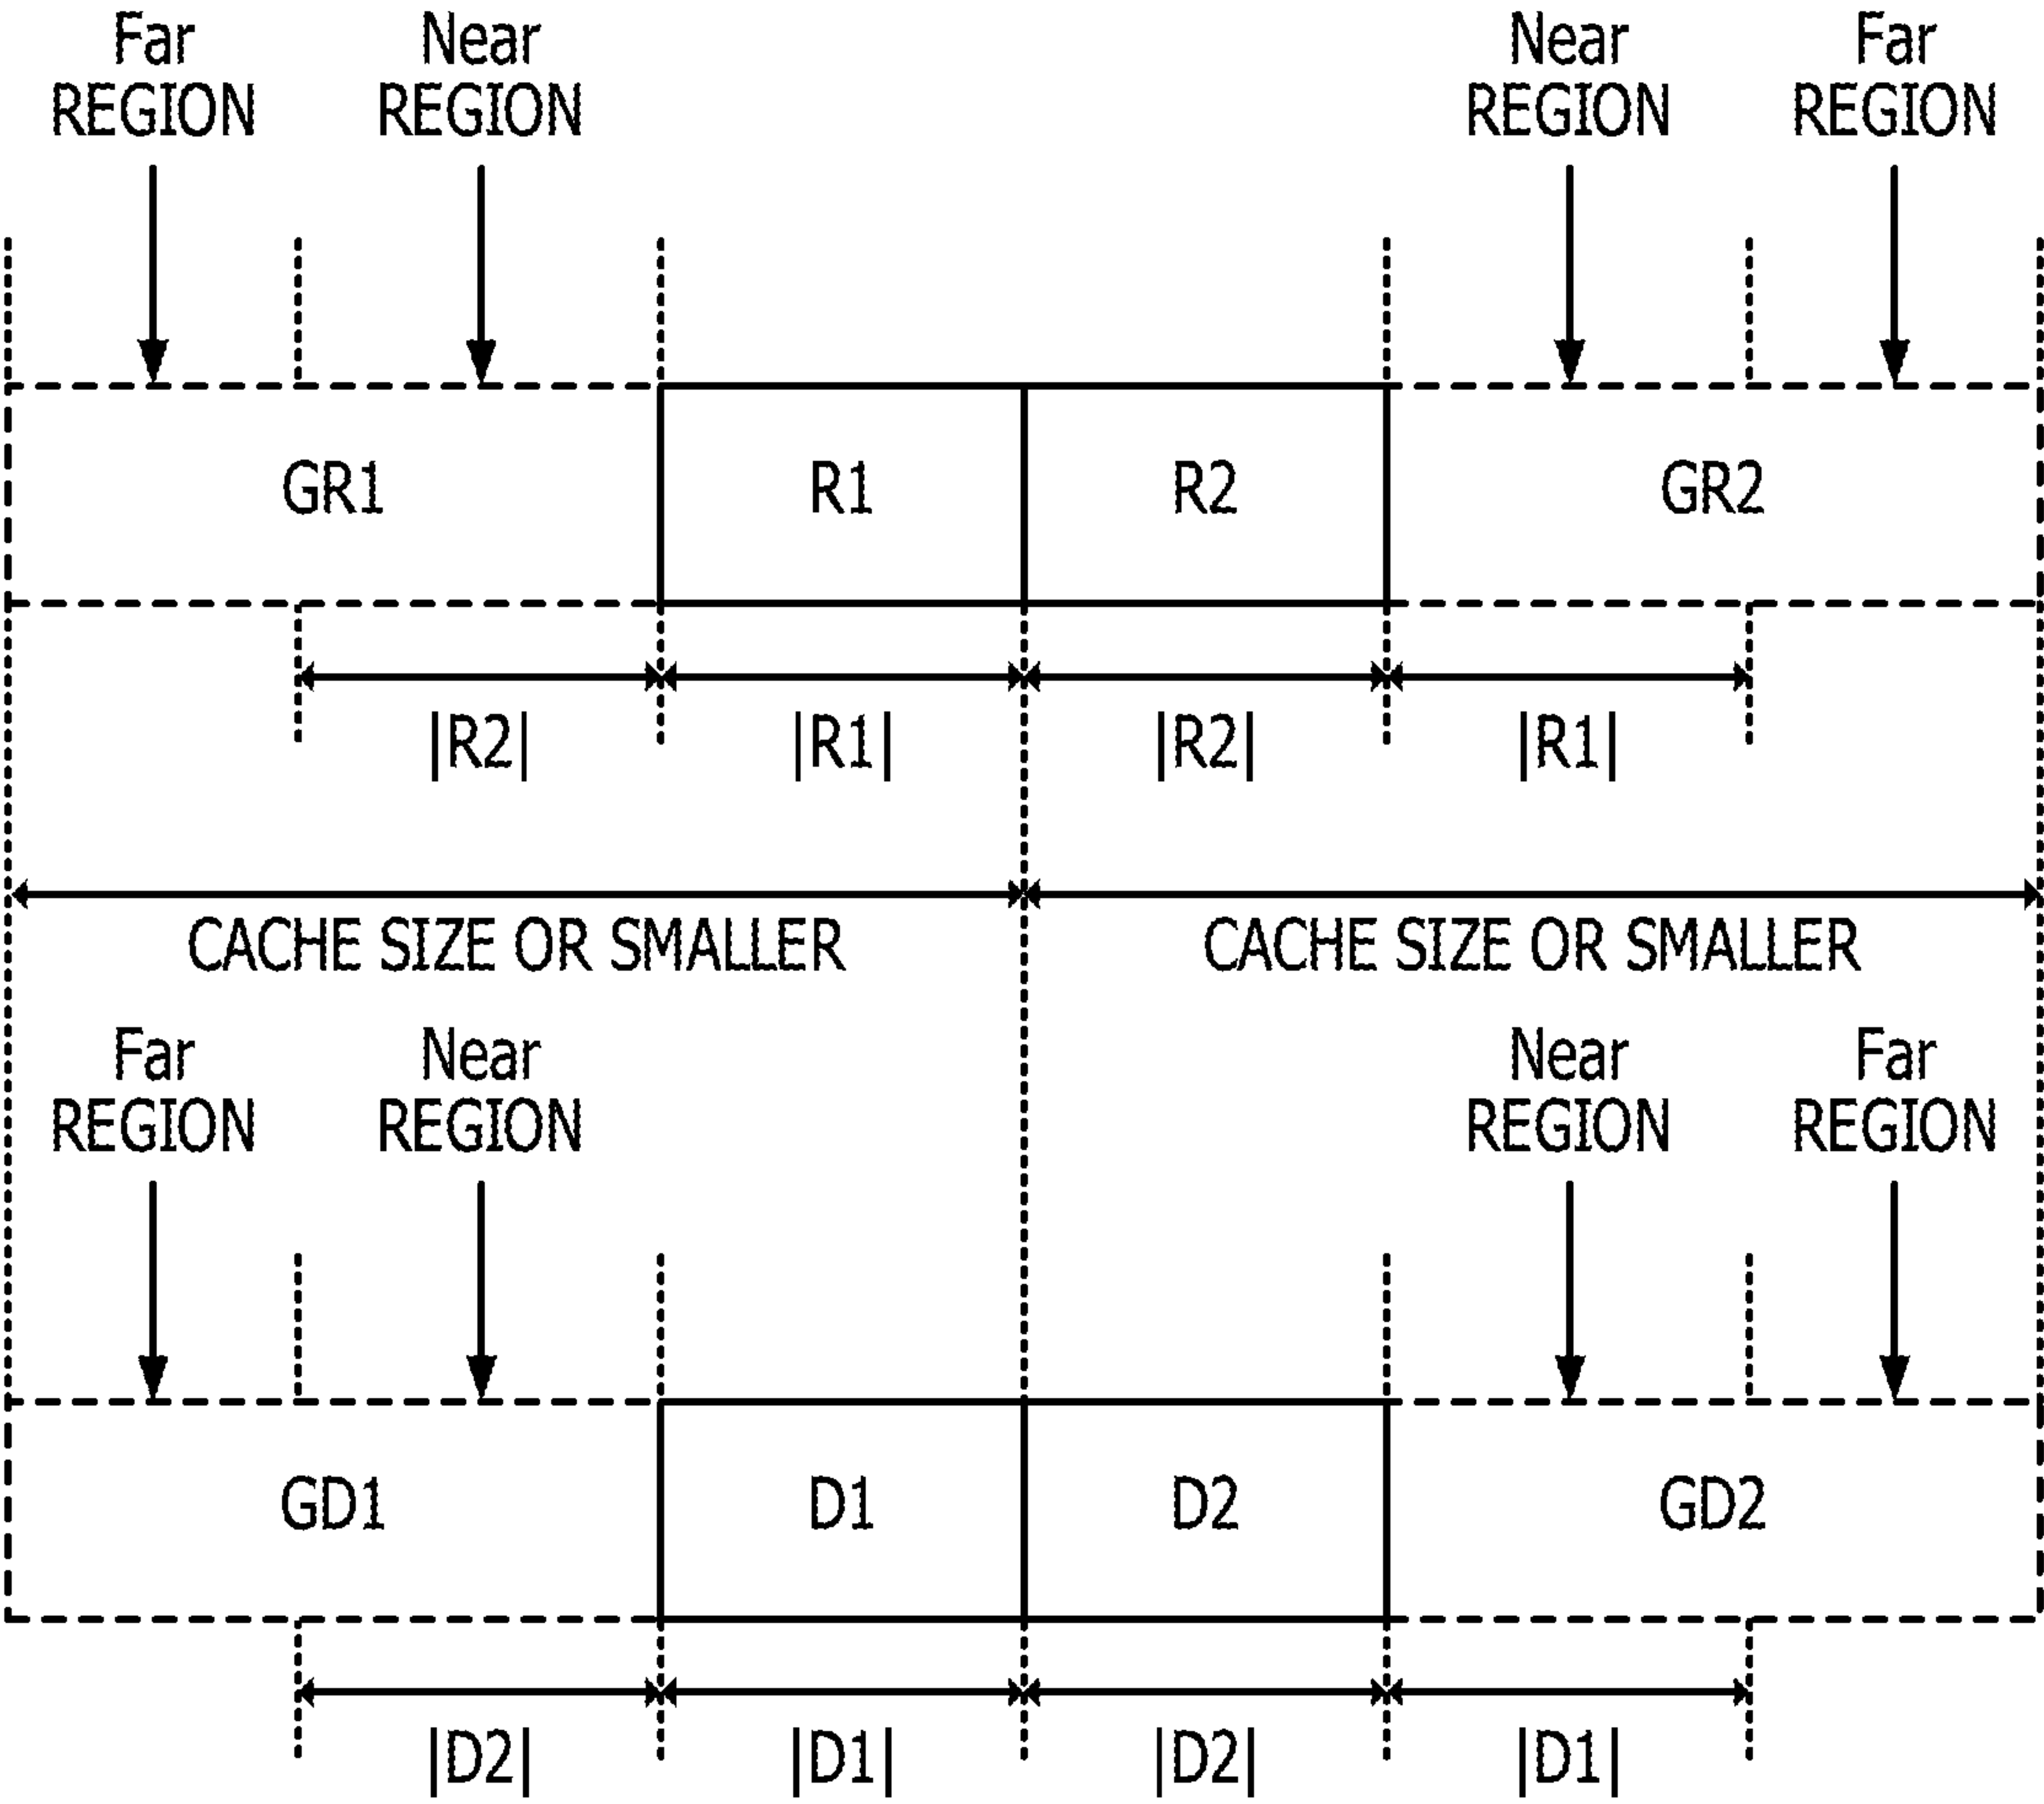 Far
REGION
Near
REGION
Near
REGION
Far
REGION
GR1
R1
R2
GR2
|R2|
|R1|
|R2|
|R1|
CACHE SIZE OR SMALLER
CACHE SIZE OR SMALLER
Far
REGION
Near
REGION
Near
REGION
Far
REGION
GD1
D1
D2
GD2
|D2|
|D1|
|D2|
|D1|